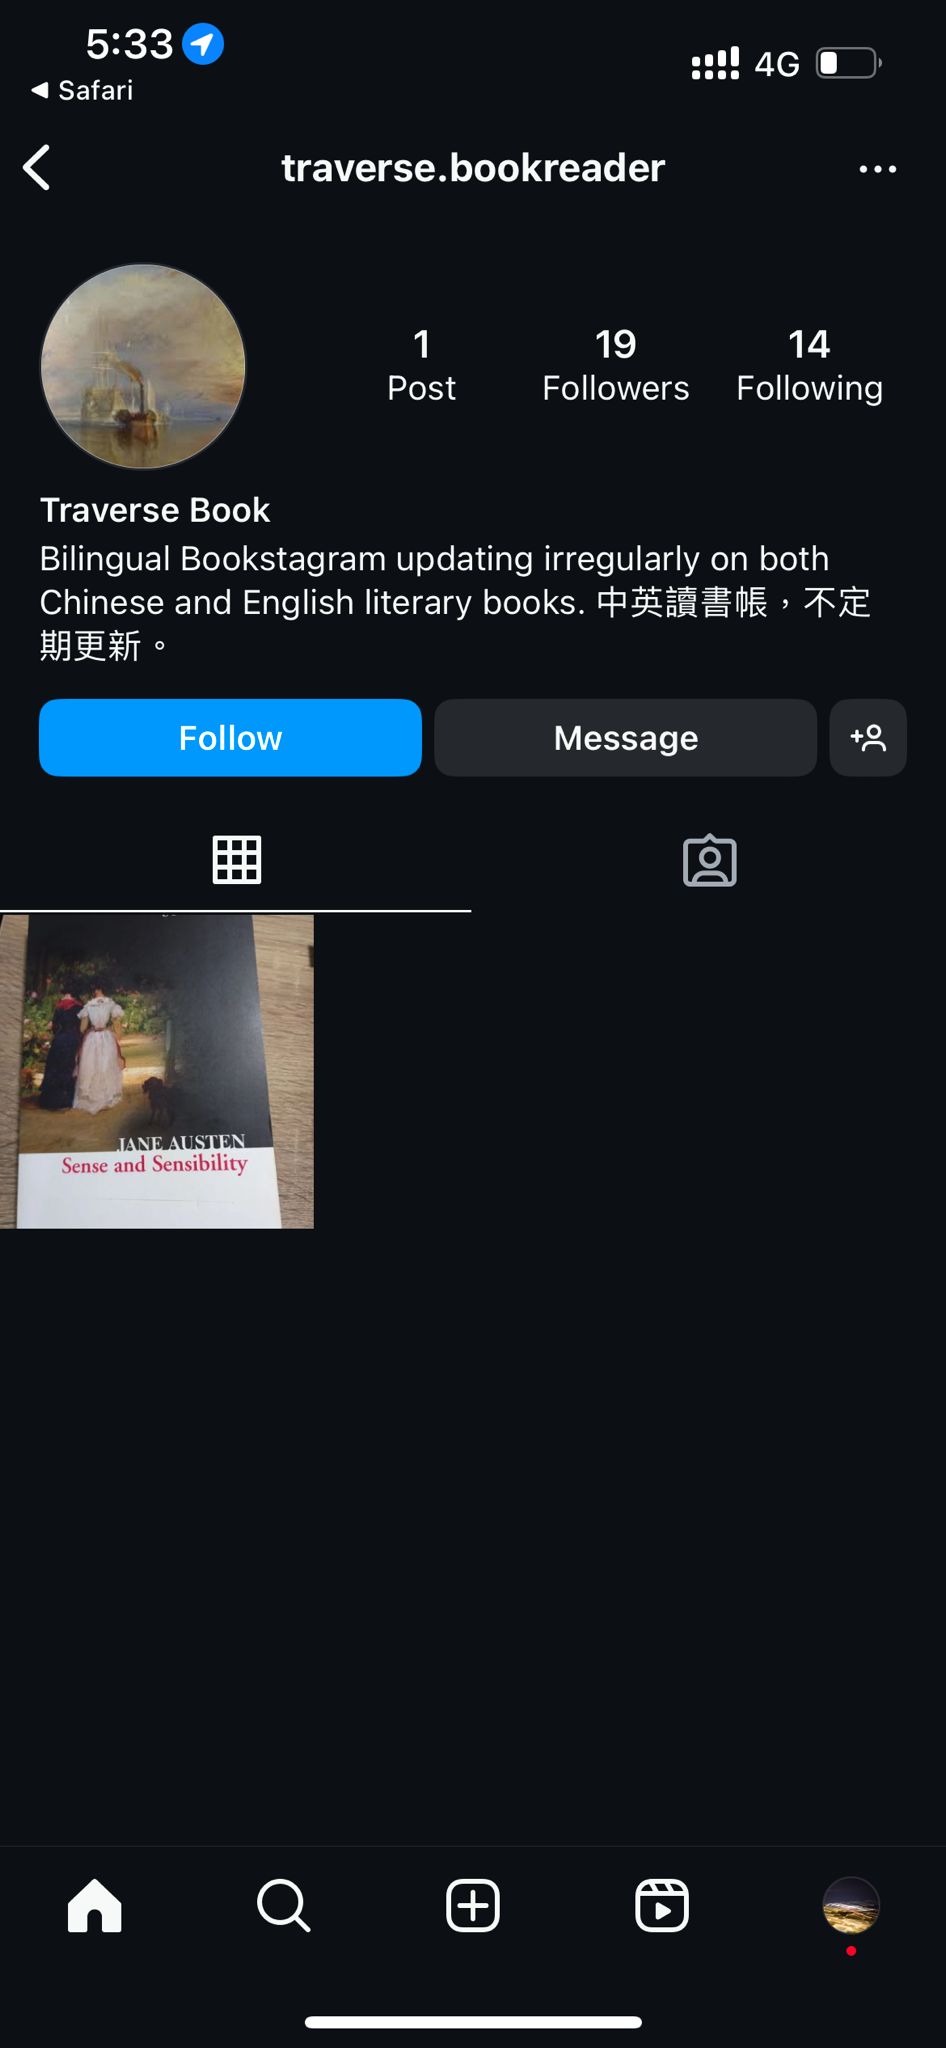 5:33
4G
Safari
traverse.bookreader
1
Post
19
Followers
14
Following
Traverse Book
Bilingual Bookstagram updating irregularly on both
Chinese and English literary books. 中英讀書帳，不定
期更新。
Follow
Message
JANE AUSTEN
Sense and Sensibility